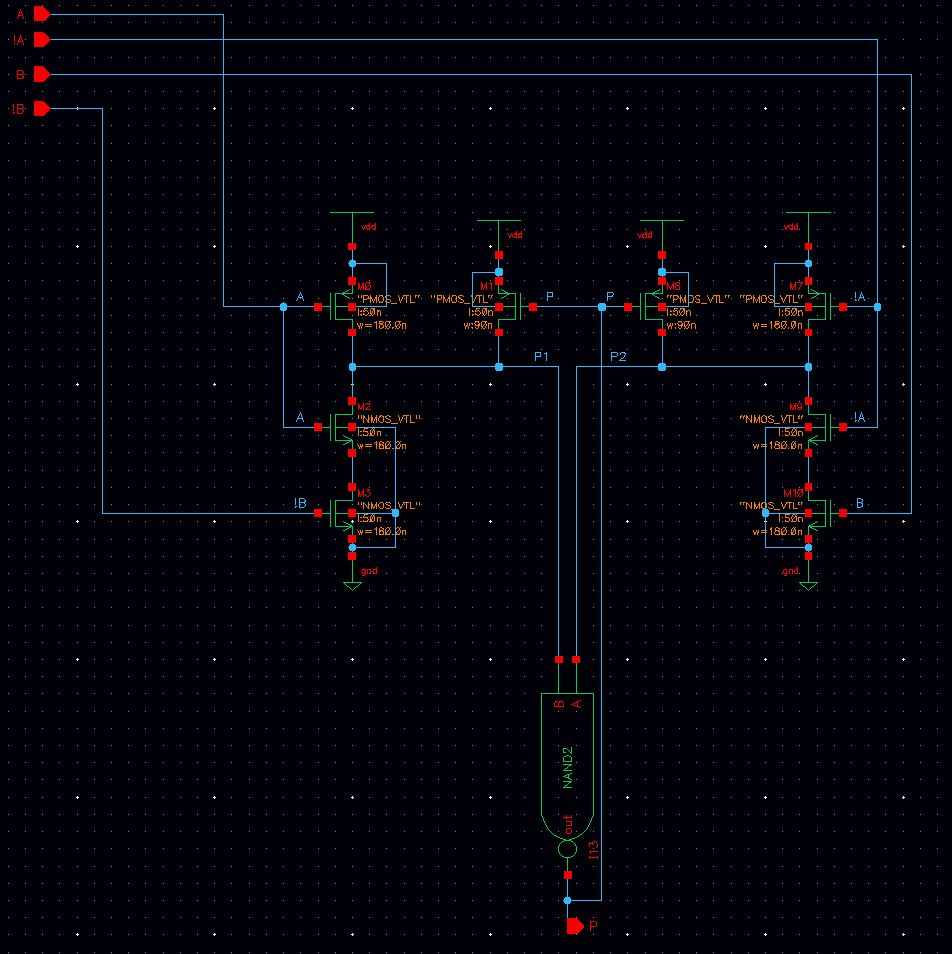 A
!A
B
!B
vdd
vdd
vdd
vdd
M0
M1
M7
A
"PMOS_VTL"
"PMOS_VTL"
P
P
"PMOS_VTL"
"PMOS_VTL"
!A
l:50n
l:50n
l:50n
l:50n
w=180.0n
w:90n
w:90n
w=180.0n
P1
P2
M2
M9
A
"NMOS_VTL"
"NMOS_VTL"
!A
l:50n
l:50n
w=180.0n
w=180.0n
M3
M10
!B
"NMOS_VTL"
"NMOS_VTL"
B
l:50n
l:50n
w=180.0n
w=180.0n
gnd
gnd
B
A
NAND2
out
I13
P